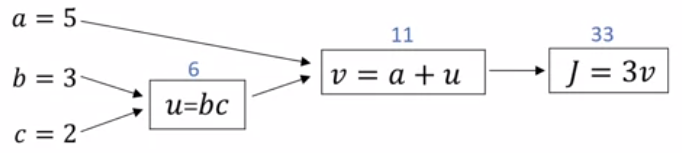 a = 5
11
33
b = 3
6
v = a + u
J = 3v
u=bc
c = 2